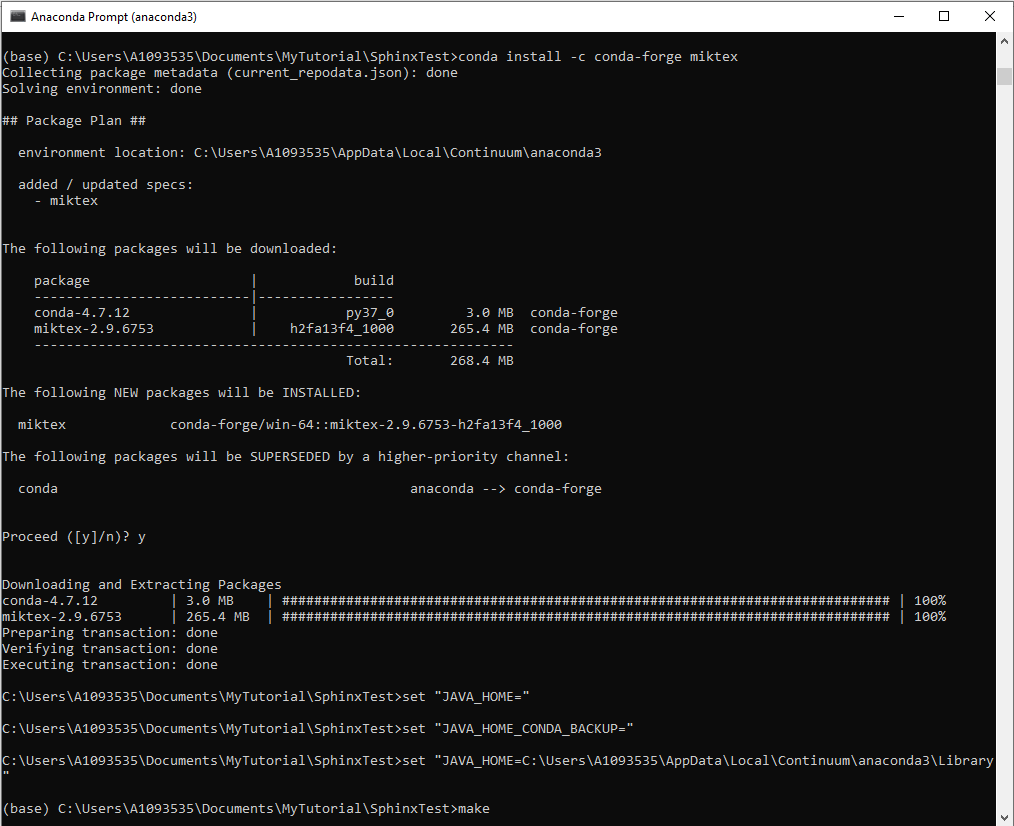 Anaconda Prompt (anaconda3)
(base) C:\Users\A1093535\Documents\MyTutorial\SphinxTest>conda install -c conda-forge miktex
Collecting package metadata (current_repodata.json): done
Solving environment: done
## Package Plan ##
environment location: C:\Users\A1093535\AppData\Local\Continuum\anaconda3
added / updated specs:
- miktex
The following packages will be downloaded:
package | build
---------------------------|-----------------
conda-4.7.12 | py37_0 3.0 MB conda-forge
miktex-2.9.6753 | h2fa13f4_1000 265.4 MB conda-forge
------------------------------------------------------------
Total: 268.4 MB
The following NEW packages will be INSTALLED:
miktex conda-forge/win-64::miktex-2.9.6753-h2fa13f4_1000
The following packages will be SUPERSEDED by a higher-priority channel:
conda anaconda --> conda-forge
Proceed ([y]/n)? y
Downloading and Extracting Packages
conda-4.7.12 | 3.0 MB | ############################################################################ | 100%
miktex-2.9.6753 | 265.4 MB | ############################################################################ | 100%
Preparing transaction: done
Verifying transaction: done
Executing transaction: done
C:\Users\A1093535\Documents\MyTutorial\SphinxTest>set "JAVA_HOME="
C:\Users\A1093535\Documents\MyTutorial\SphinxTest>set "JAVA_HOME_CONDA_BACKUP="
C:\Users\A1093535\Documents\MyTutorial\SphinxTest>set "JAVA_HOME=C:\Users\A1093535\AppData\Local\Continuum\anaconda3\Library
"
(base) C:\Users\A1093535\Documents\MyTutorial\SphinxTest>make